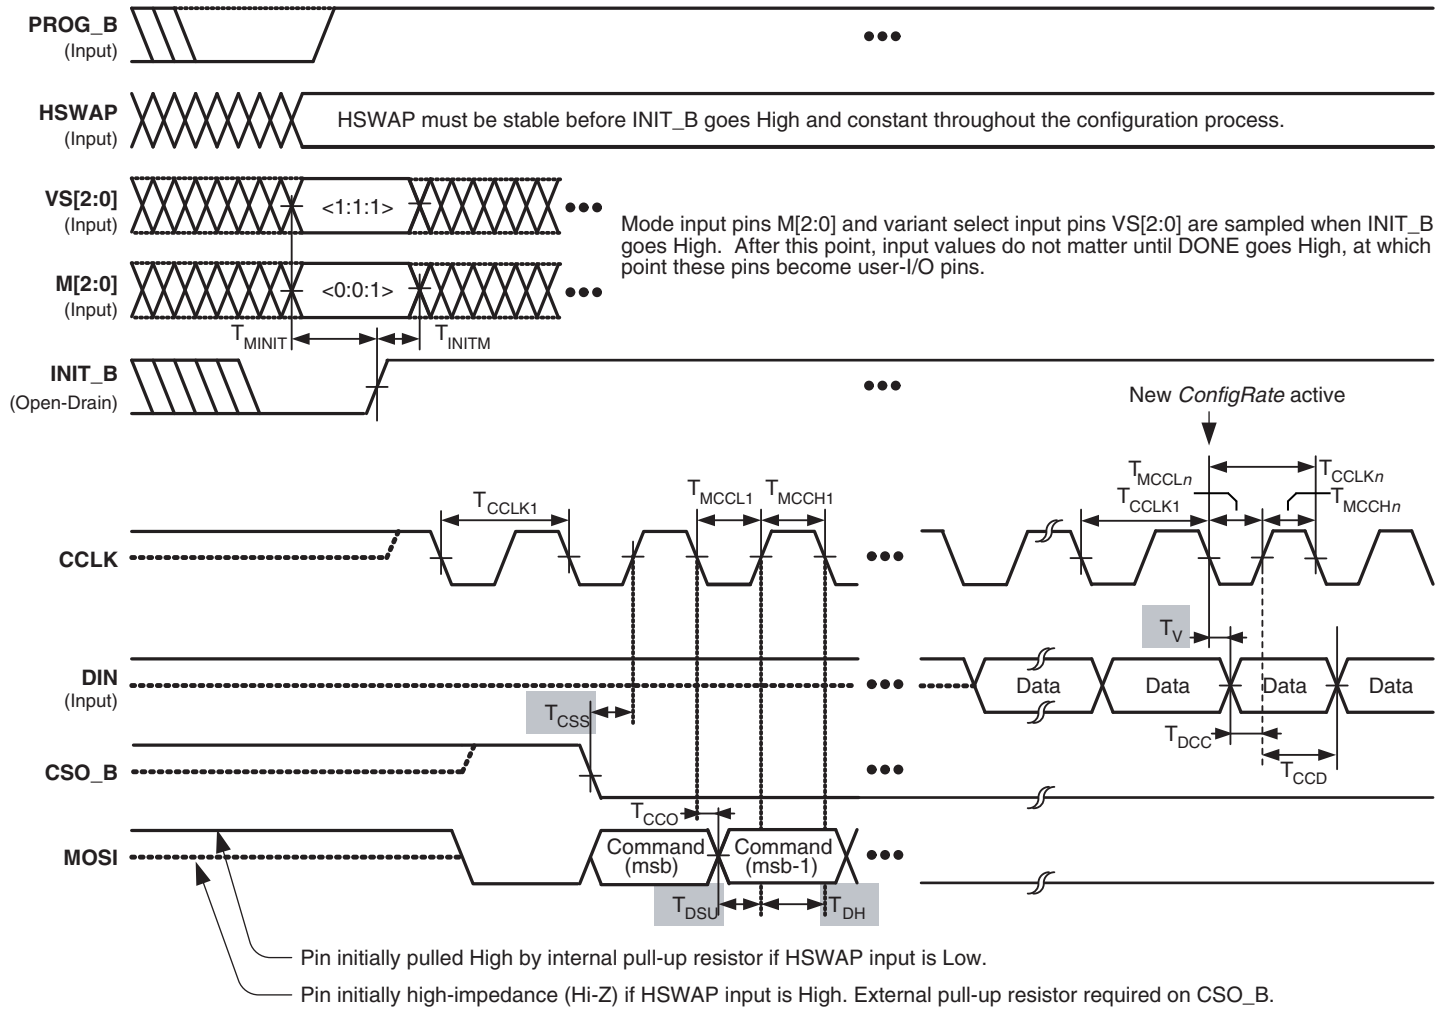 PROG_B
(Input)
HSWAP
(Input)
HSWAP must be stable before INIT_B goes High and constant throughout the configuration process.
VS[2:0]
(Input)
<1:1:1>
Mode input pins M[2:0] and variant select input pins VS[2:0] are sampled when INIT_B
goes High. After this point, input values do not matter until DONE goes High, at which
point these pins become user-I/O pins.
M[2:0]
(Input)
<0:0:1>
TMINIT
TINITM
INIT_B
(Open-Drain)
New ConfigRate active
TCCLK1
TMCCL1
TMCCH1
TMCCLn
TCCLK1
TCCLKn
TMCCHn
CCLK
TV
DIN
(Input)
Data
Data
Data
Data
TCSS
TDCC
TCCD
CSO_B
TCCO
MOSI
Command
(msb)
Command
(msb-1)
TDSU
TDH
Pin initially pulled High by internal pull-up resistor if HSWAP input is Low.
Pin initially high-impedance (Hi-Z) if HSWAP input is High. External pull-up resistor required on CSO_B.